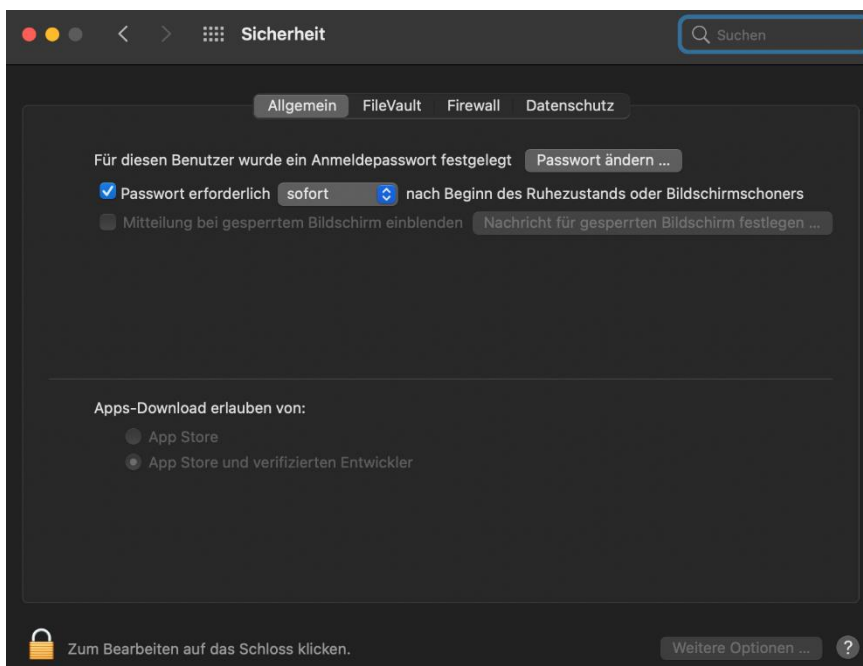 Sicherheit
Suchen
Allgemein FileVault Firewall Datenschutz
Für diesen Benutzer wurde ein Anmeldepasswort festgelegt Passwort ändern ...
Passwort erforderlich sofort nach Beginn des Ruhezustands oder Bildschirmschoners
Mitteilung bei gesperrtem Bildschirm einblenden Nachricht für gesperrten Bildschirm festlegen ...
Apps-Download erlauben von:
App Store
App Store und verifizierten Entwickler
Zum Bearbeiten auf das Schloss klicken.
Weitere Optionen ... ?